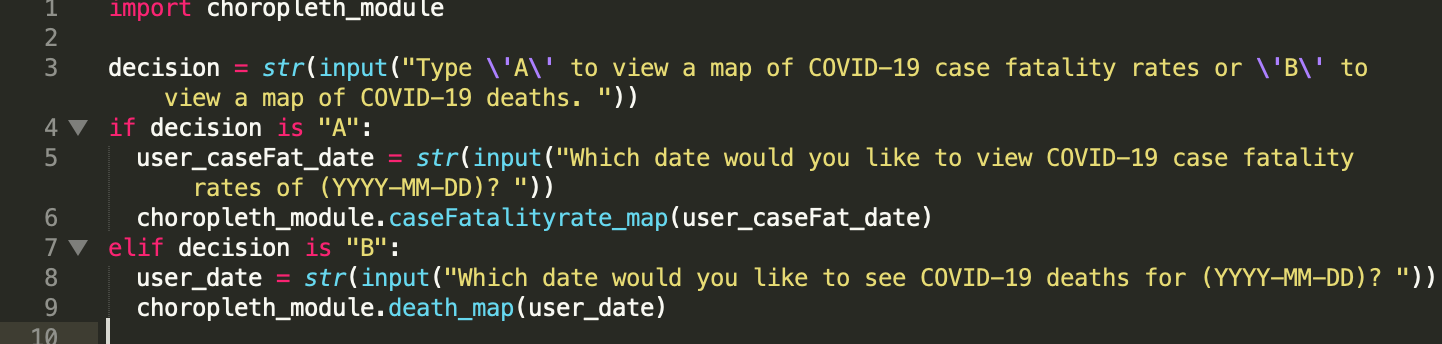 1 import choropleth_module
2
3 decision = str(input("Type \'A\' to view a map of COVID-19 case fatality rates or \'B\' to
view a map of COVID-19 deaths. "))
4 if decision is "A":
5 user_caseFat_date = str(input("Which date would you like to view COVID-19 case fatality
rates of (YYYY-MM-DD)? "))
6 choropleth_module.caseFatalityrate_map(user_caseFat_date)
7 elif decision is "B":
8 user_date = str(input("Which date would you like to see COVID-19 deaths for (YYYY-MM-DD)? "))
9 choropleth_module.death_map(user_date)
10